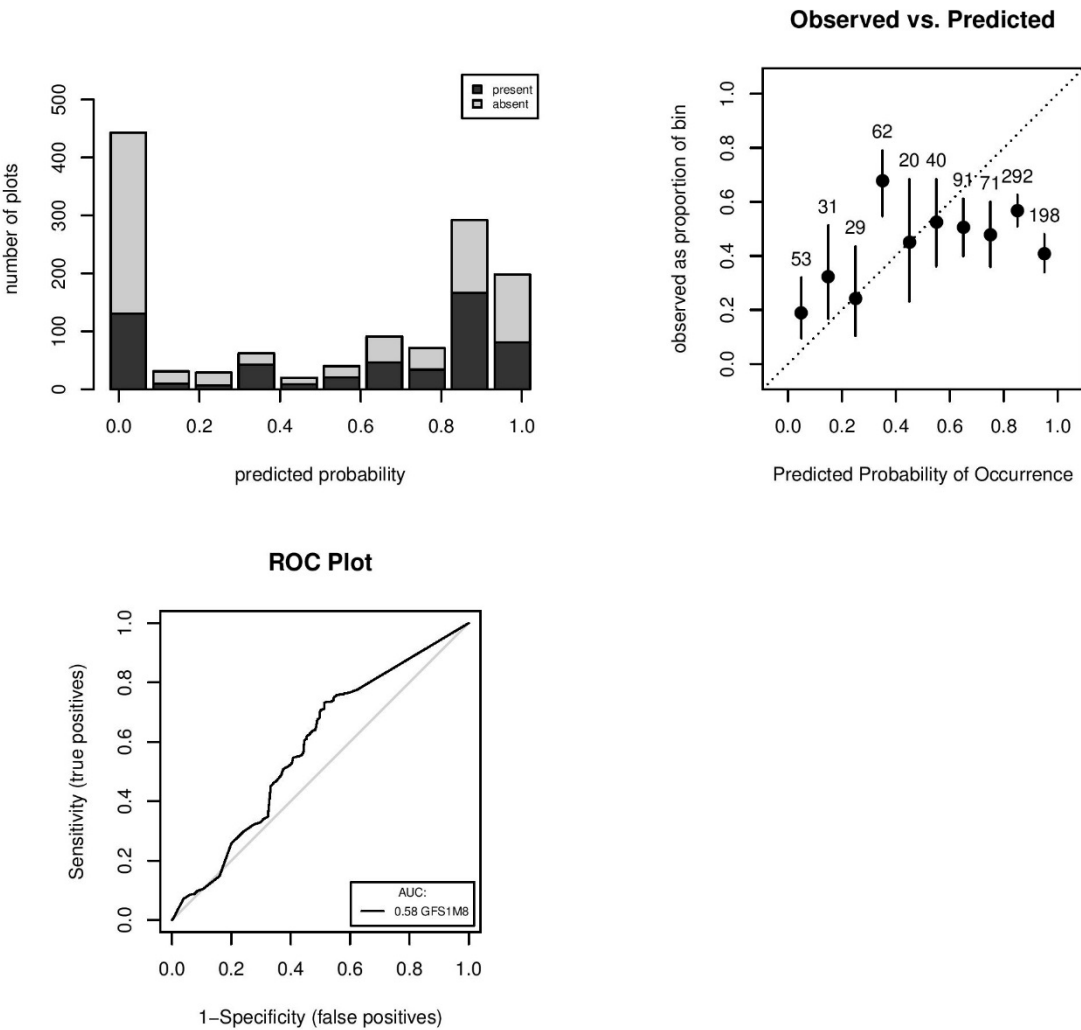 Observed vs. Predicted
number of plots
0 100 200 300 400 500
present
absent
0.0 0.2 0.4 0.6 0.8 1.0
predicted probability
observed as proportion of bin
0.0 0.2 0.4 0.6 0.8 1.0
53 31 29 62 20 40 91 71 292 198
0.0 0.2 0.4 0.6 0.8 1.0
Predicted Probability of Occurrence
ROC Plot
Sensitivity (true positives)
0.0 0.2 0.4 0.6 0.8 1.0
AUC:
0.58 GFS1M8
0.0 0.2 0.4 0.6 0.8 1.0
1−Specificity (false positives)